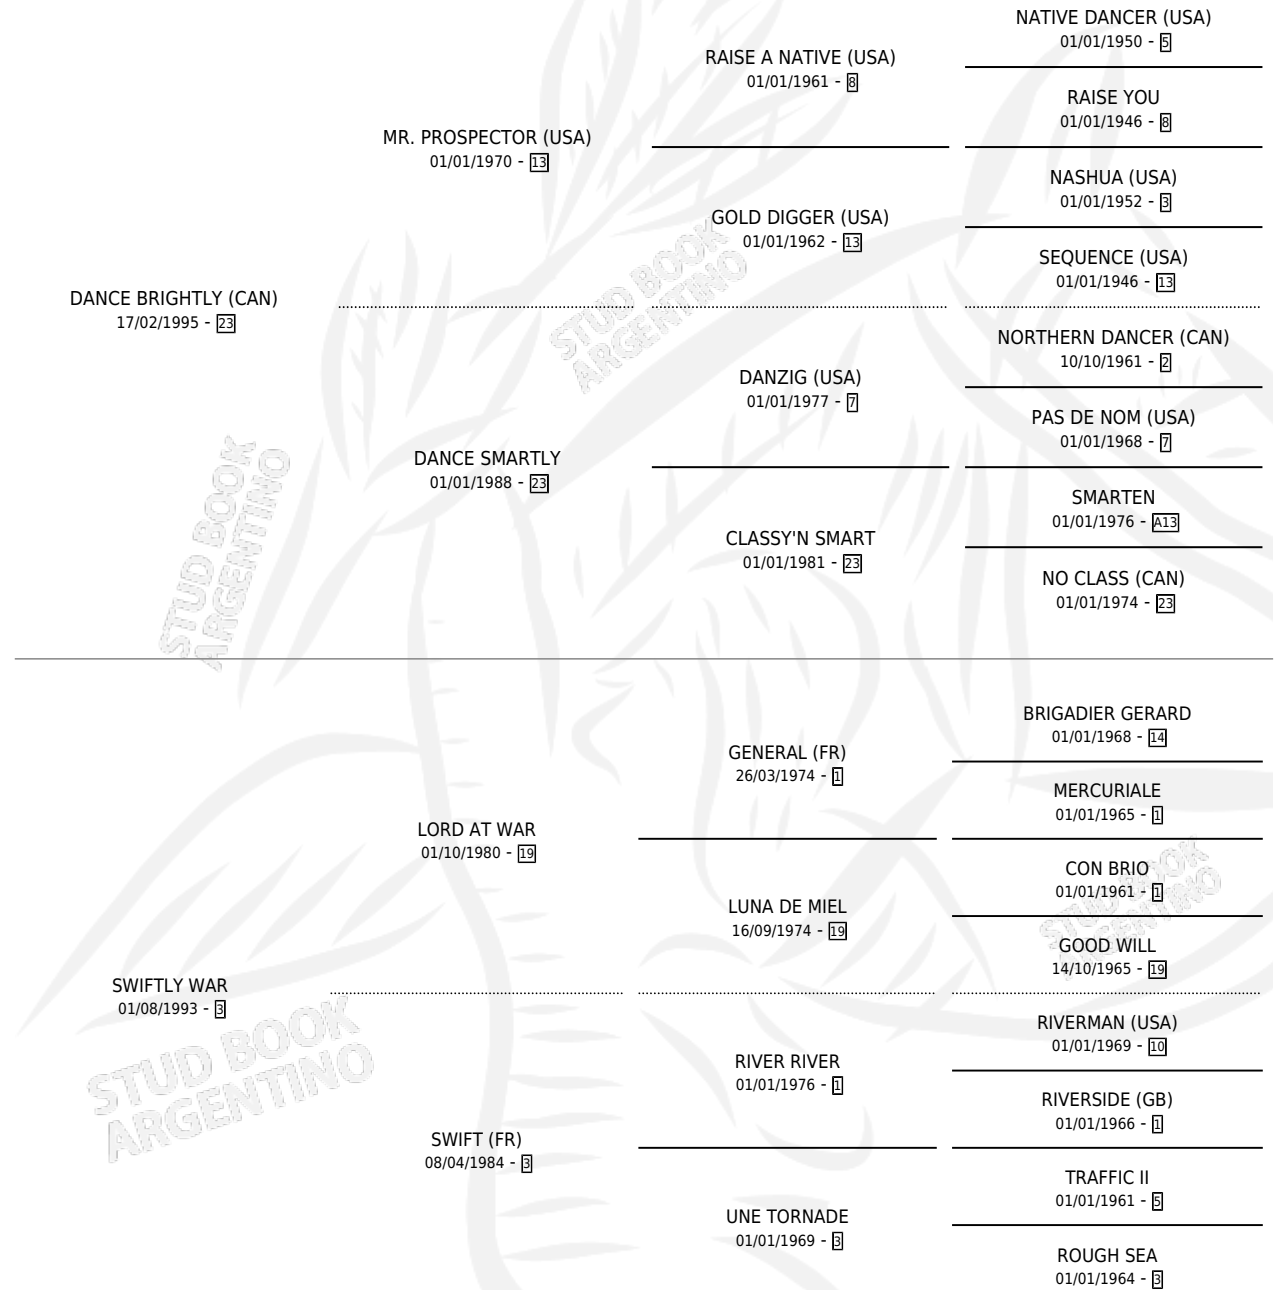 NATIVE DANCER (USA)
01/01/1950 - 5
RAISE A NATIVE (USA)
01/01/1961 - 8
RAISE YOU
01/01/1946 - 8
MR. PROSPECTOR (USA)
01/01/1970 - 13
NASHUA (USA)
01/01/1952 - 3
GOLD DIGGER (USA)
01/01/1962 - 13
SEQUENCE (USA)
01/01/1946 - 13
DANCE BRIGHTLY (CAN)
17/02/1995 - 23
STUD BOOK
ARGENTINO
NORTHERN DANCER (CAN)
10/10/1961 - 2
DANZIG (USA)
01/01/1977 - 7
PAS DE NOM (USA)
01/01/1968 - 7
DANCE SMARTLY
01/01/1988 - 23
SMARTEN
01/01/1976 - A13
CLASSY'N SMART
01/01/1981 - 23
NO CLASS (CAN)
01/01/1974 - 23
STUD BOOK
ARGENTINO
BRIGADIER GERARD
01/01/1968 - 14
GENERAL (FR)
26/03/1974 - 1
MERCURIALE
01/01/1965 - 1
LORD AT WAR
01/10/1980 - 19
CON BRIO
01/01/1961 - 1
LUNA DE MIEL
16/09/1974 - 19
STUD BOOK
ARGENTINO
GOOD WILL
14/10/1965 - 19
SWIFTLY WAR
01/08/1993 - 3
RIVERMAN (USA)
01/01/1969 - 10
RIVER RIVER
01/01/1976 - 1
STUD BOOK
ARGENTINO
RIVERSIDE (GB)
01/01/1966 - 1
SWIFT (FR)
08/04/1984 - 3
TRAFFIC II
01/01/1961 - 5
UNE TORNADE
01/01/1969 - 3
ROUGH SEA
01/01/1964 - 3